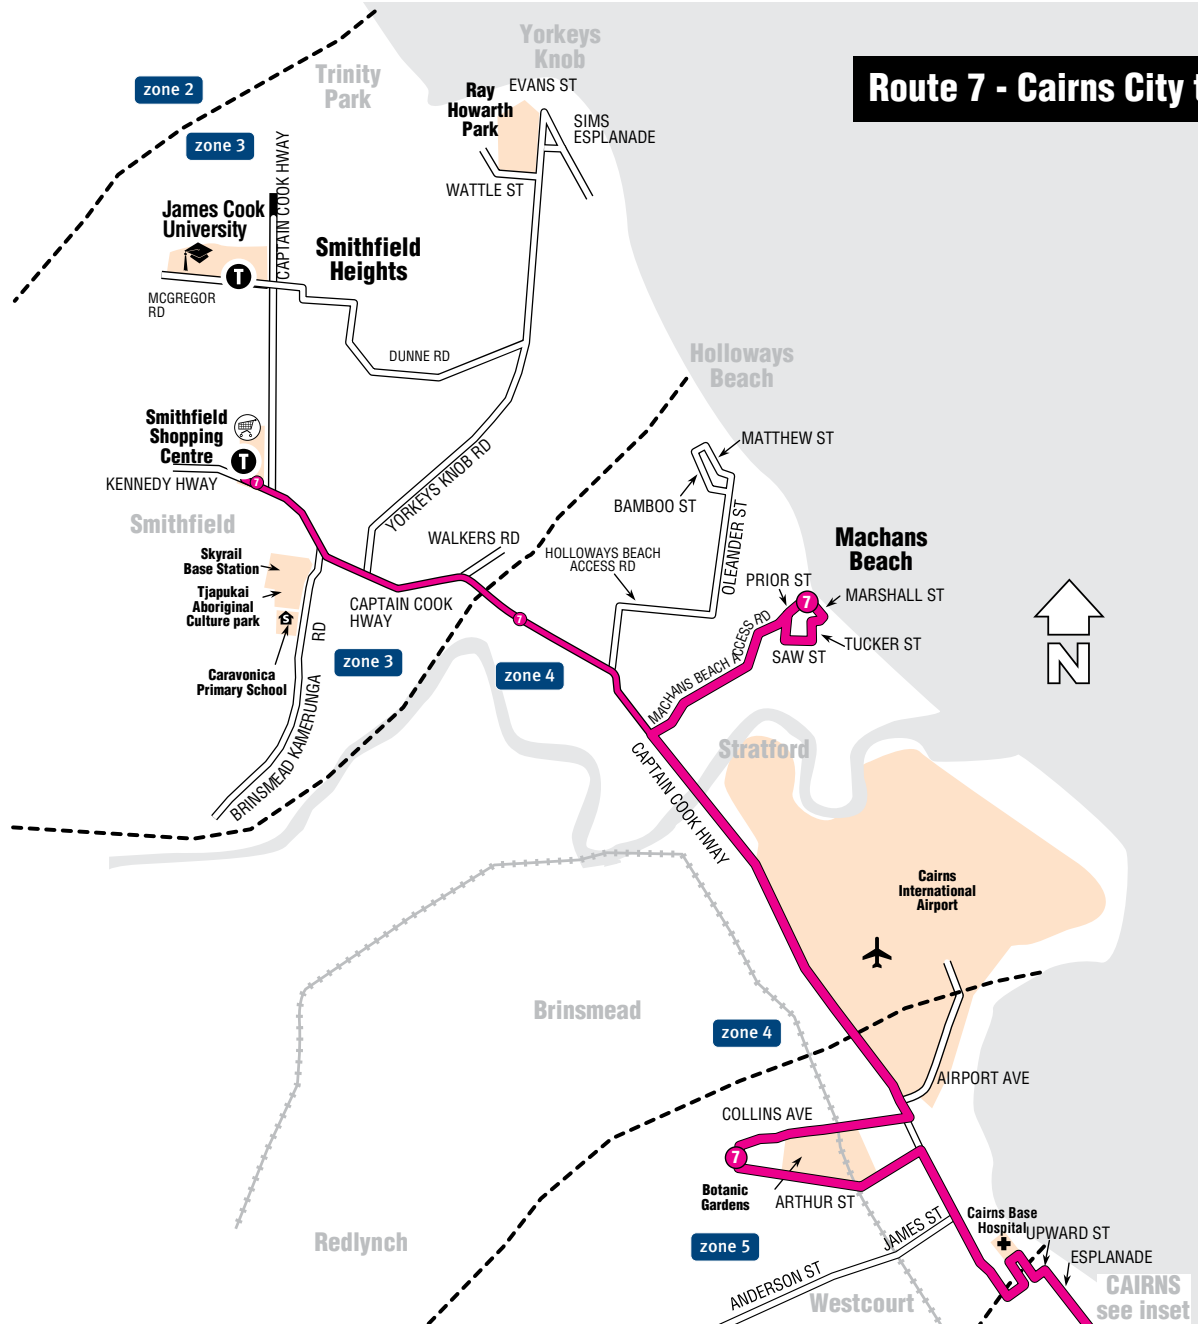 Yorkeys
Knob
Trinity
Park
zone 2
Ray
Howarth
Park
EVANS ST
SIMS
ESPLANADE
Route 7 - Cairns City t
zone 3
CAPTAIN COOK HWAY
WATTLE ST
James Cook
University
Smithfield
Heights
T
MCGREGOR
RD
DUNNE RD
Holloways
Beach
Smithfield
Shopping
Centre
T
KENNEDY HWAY
7
MATTHEW ST
BAMBOO ST
OLEANDER ST
YORKEYS KNOB RD
Smithfield
WALKERS RD
HOLLOWAYS BEACH
ACCESS RD
Machans
Beach
Skyrail
Base Station
Tjapukai
Aboriginal
Culture park
S
CAPTAIN COOK
HWAY
7
PRIOR ST
7
MARSHALL ST
TUCKER ST
SAW ST
MACHANS BEACH ACCESS RD
Caravonica
Primary School
zone 3
zone 4
BRINSMEAD KAMERUNGA RD
N
Stratford
CAPTAIN COOK HWAY
Cairns
International
Airport
Brinsmead
zone 4
AIRPORT AVE
COLLINS AVE
7
Botanic
Gardens
ARTHUR ST
Redlynch
zone 5
JAMES ST
Cairns Base
Hospital
UPWARD ST
ESPLANADE
ANDERSON ST
Westcourt
CAIRNS
see inset